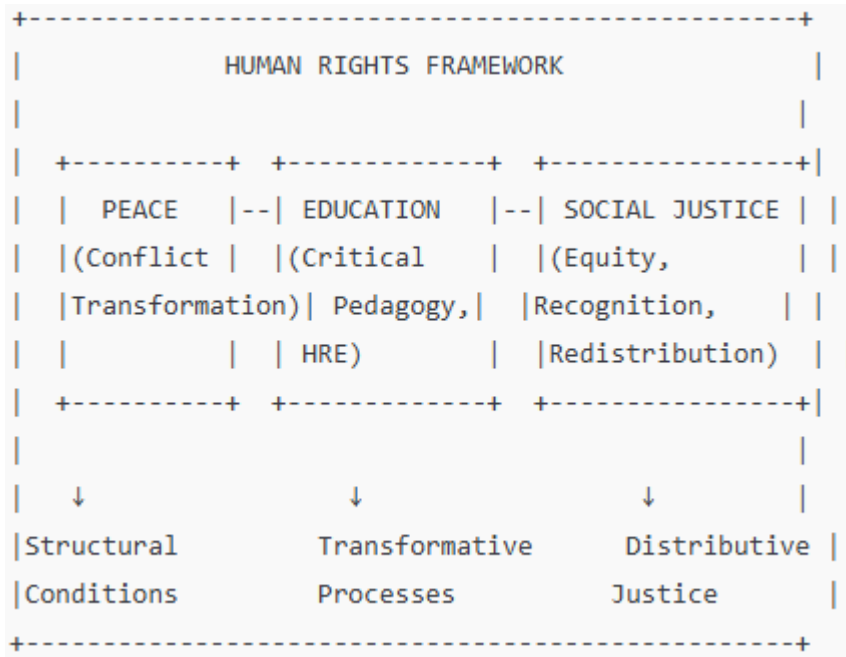 +--------------------------------------------------+
|             HUMAN RIGHTS FRAMEWORK                |
|                                                  |
|  +----------+  +-------------+  +----------------+|
|  |  PEACE   |--| EDUCATION   |--| SOCIAL JUSTICE | |
|  |(Conflict |  |(Critical    |  |(Equity,        | |
|  |Transformation)| Pedagogy,|  |Recognition,    | |
|  |          |  | HRE)        |  |Redistribution)  |
|  +----------+  +-------------+  +----------------+|
|                                                  |
|   ↓                 ↓                  ↓         |
|Structural         Transformative      Distributive |
|Conditions         Processes          Justice       |
+--------------------------------------------------+